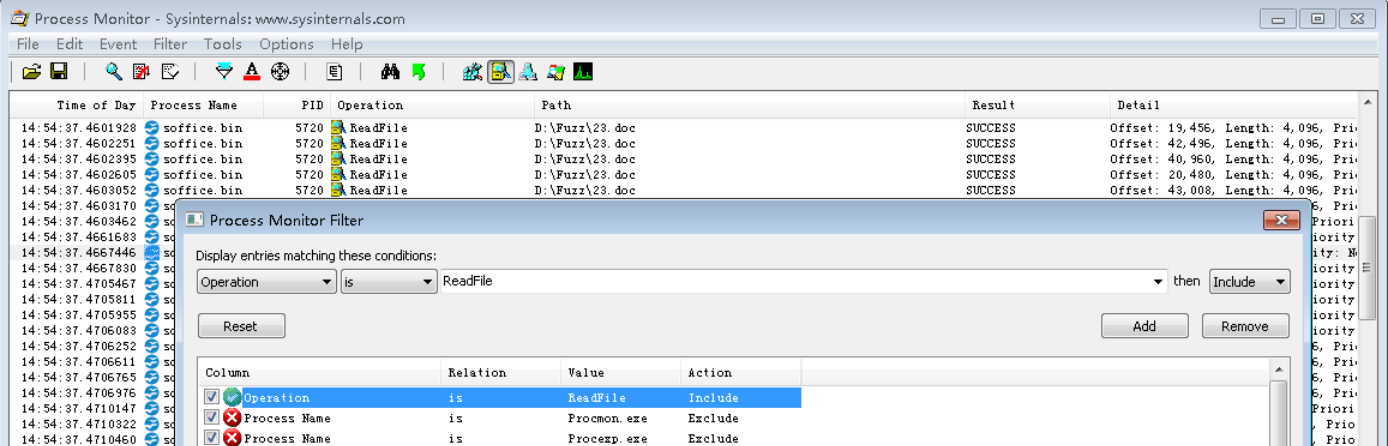 Process Monitor - Sysinternals: www.sysinternals.com
File Edit Event Filter Tools Options Help
Time of Day Process Name PID Operation Path Result Detail
14:54:37.4601928 soffice.bin 5720 ReadFile D:\Fuzz\23.doc SUCCESS Offset: 19,456, Length: 4,096, Pri
14:54:37.4602251 soffice.bin 5720 ReadFile D:\Fuzz\23.doc SUCCESS Offset: 42,496, Length: 4,096, Pri
14:54:37.4602395 soffice.bin 5720 ReadFile D:\Fuzz\23.doc SUCCESS Offset: 40,960, Length: 4,096, Pri
14:54:37.4602605 soffice.bin 5720 ReadFile D:\Fuzz\23.doc SUCCESS Offset: 20,480, Length: 4,096, Pri
14:54:37.4603052 soffice.bin 5720 ReadFile D:\Fuzz\23.doc SUCCESS Offset: 43,008, Length: 4,096, Pri
14:54:37.4603170 so 6, Pri
14:54:37.4603462 so Priori
14:54:37.4661683 so iority
14:54:37.4667446 so ity: N
14:54:37.4667830 so iority
14:54:37.4705467 so iority
14:54:37.4705811 so iority
14:54:37.4705955 so iority
14:54:37.4706083 so iority
14:54:37.4706252 so 6, Pri
14:54:37.4706611 so 6, Pri
14:54:37.4706765 so 6, Pri
14:54:37.4706976 so 6, Pri
14:54:37.4710147 so Priori
14:54:37.4710322 so , Prio
14:54:37.4710460 so , Prio
Process Monitor Filter
Display entries matching these conditions:
Operation is ReadFile then Include
Reset Add Remove
Column Relation Value Action
Operation is ReadFile Include
Process Name is Procmon.exe Exclude
Process Name is Procexp.exe Exclude